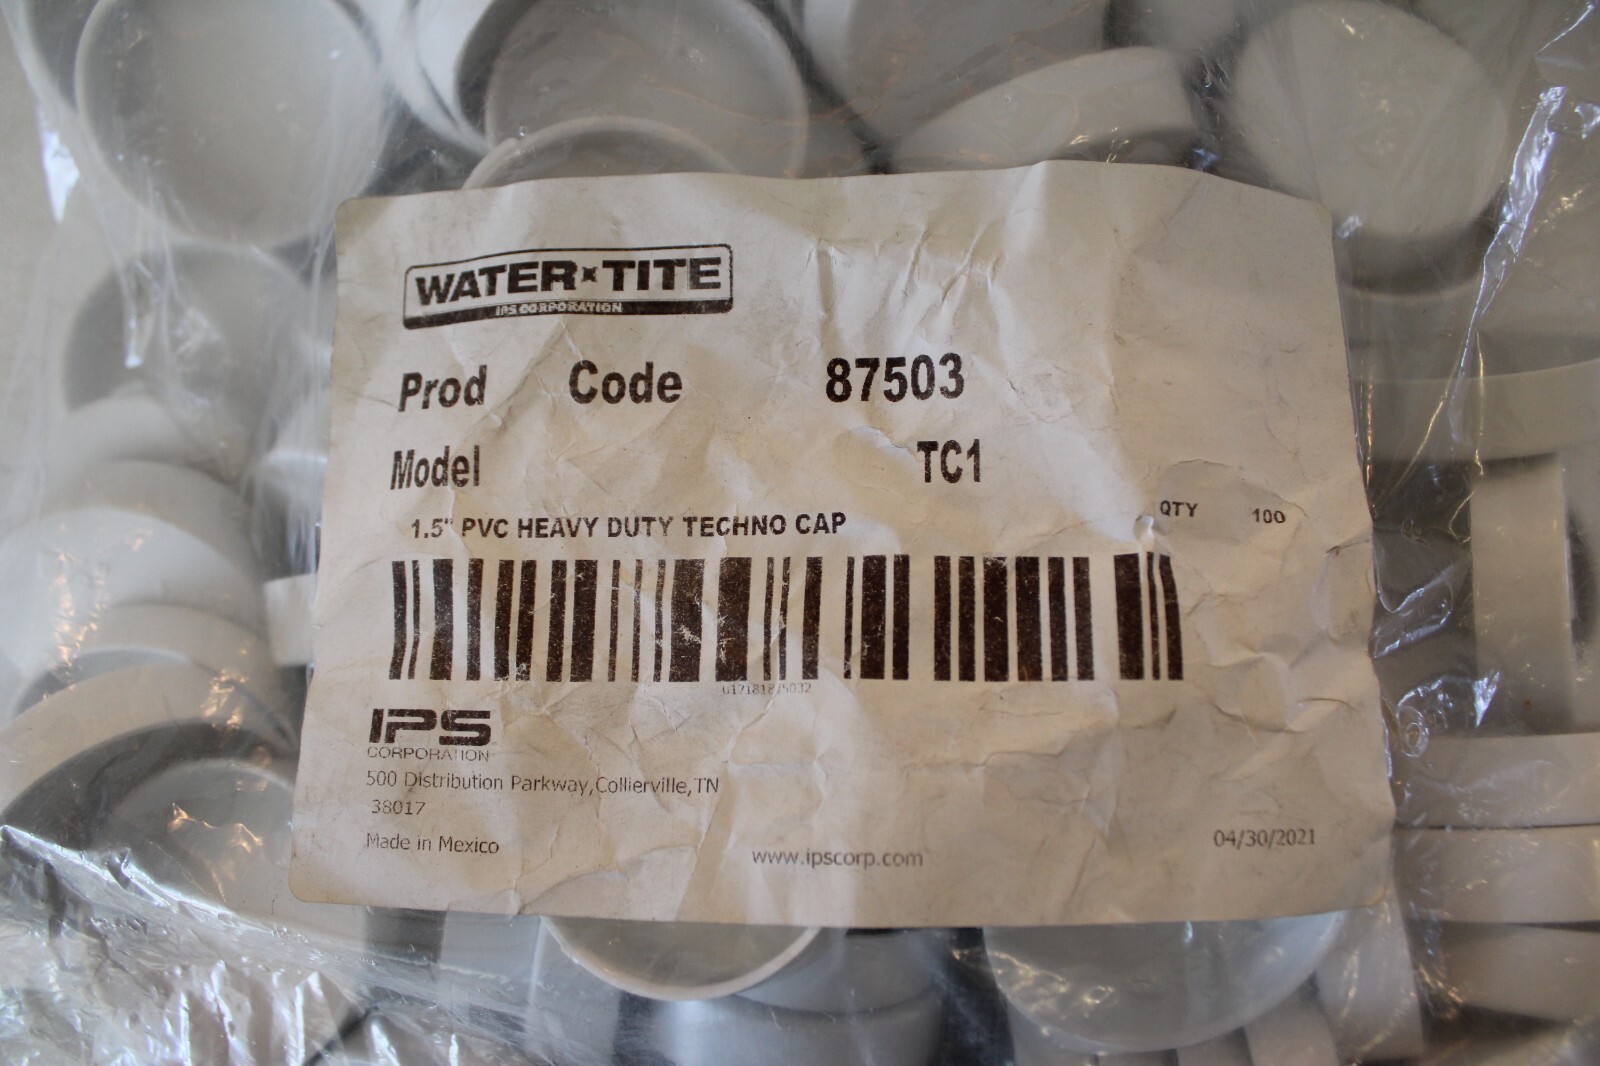 WATER TITE
IPS CORPORATION
Prod Code 87503
Model TC1
1.5" PVC HEAVY DUTY TECHNO CAP
QTY 100
IPS
CORPORATION
500 Distribution Parkway,Collierville,TN
38017
Made in Mexico
www.ipscorp.com
04/30/2021